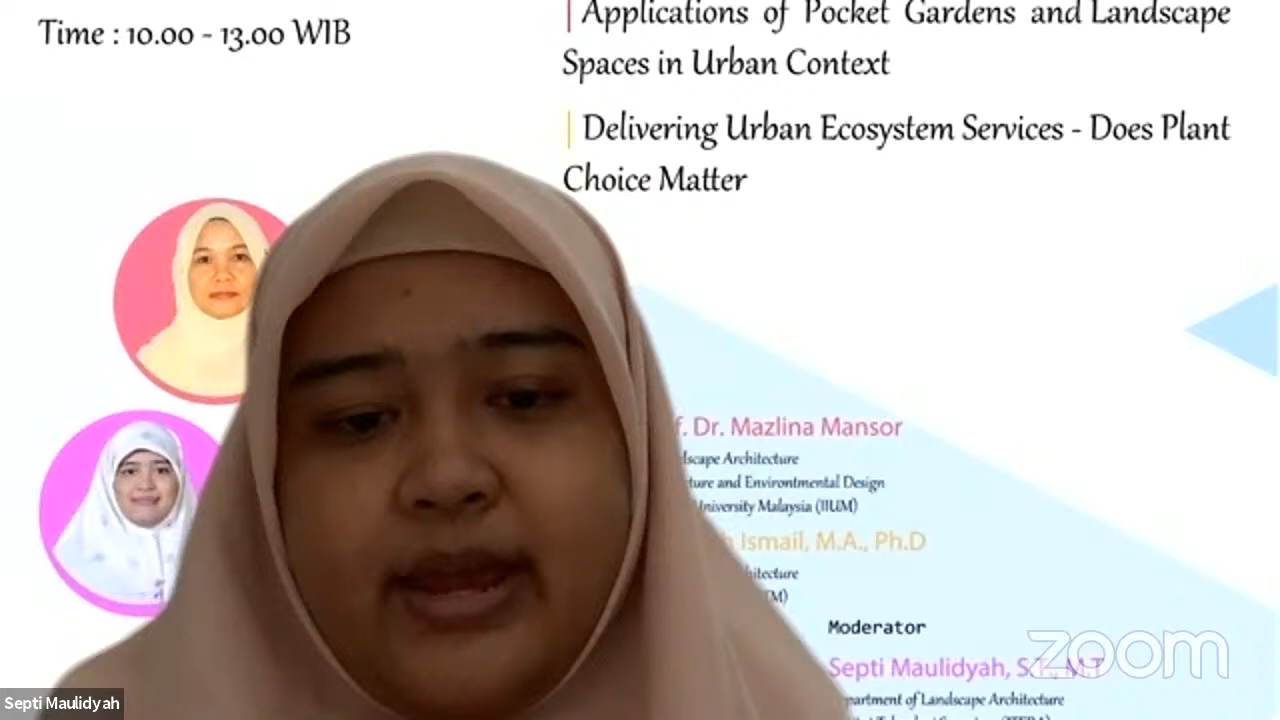 Time : 10.00 - 13.00 WIB
| Applications of Pocket Gardens and Landscape
Spaces in Urban Context
| Delivering Urban Ecosystem Services - Does Plant
Choice Matter
f. Dr. Mazlina Mansor
dscape Architecture
ture and Environtmental Design
University Malaysia (IIUM)
h Ismail, M.A., Ph.D
hitecture
M)
Moderator
Septi Maulidyah, S.T., M.T
partment of Landscape Architecture
zoom
Septi Maulidyah